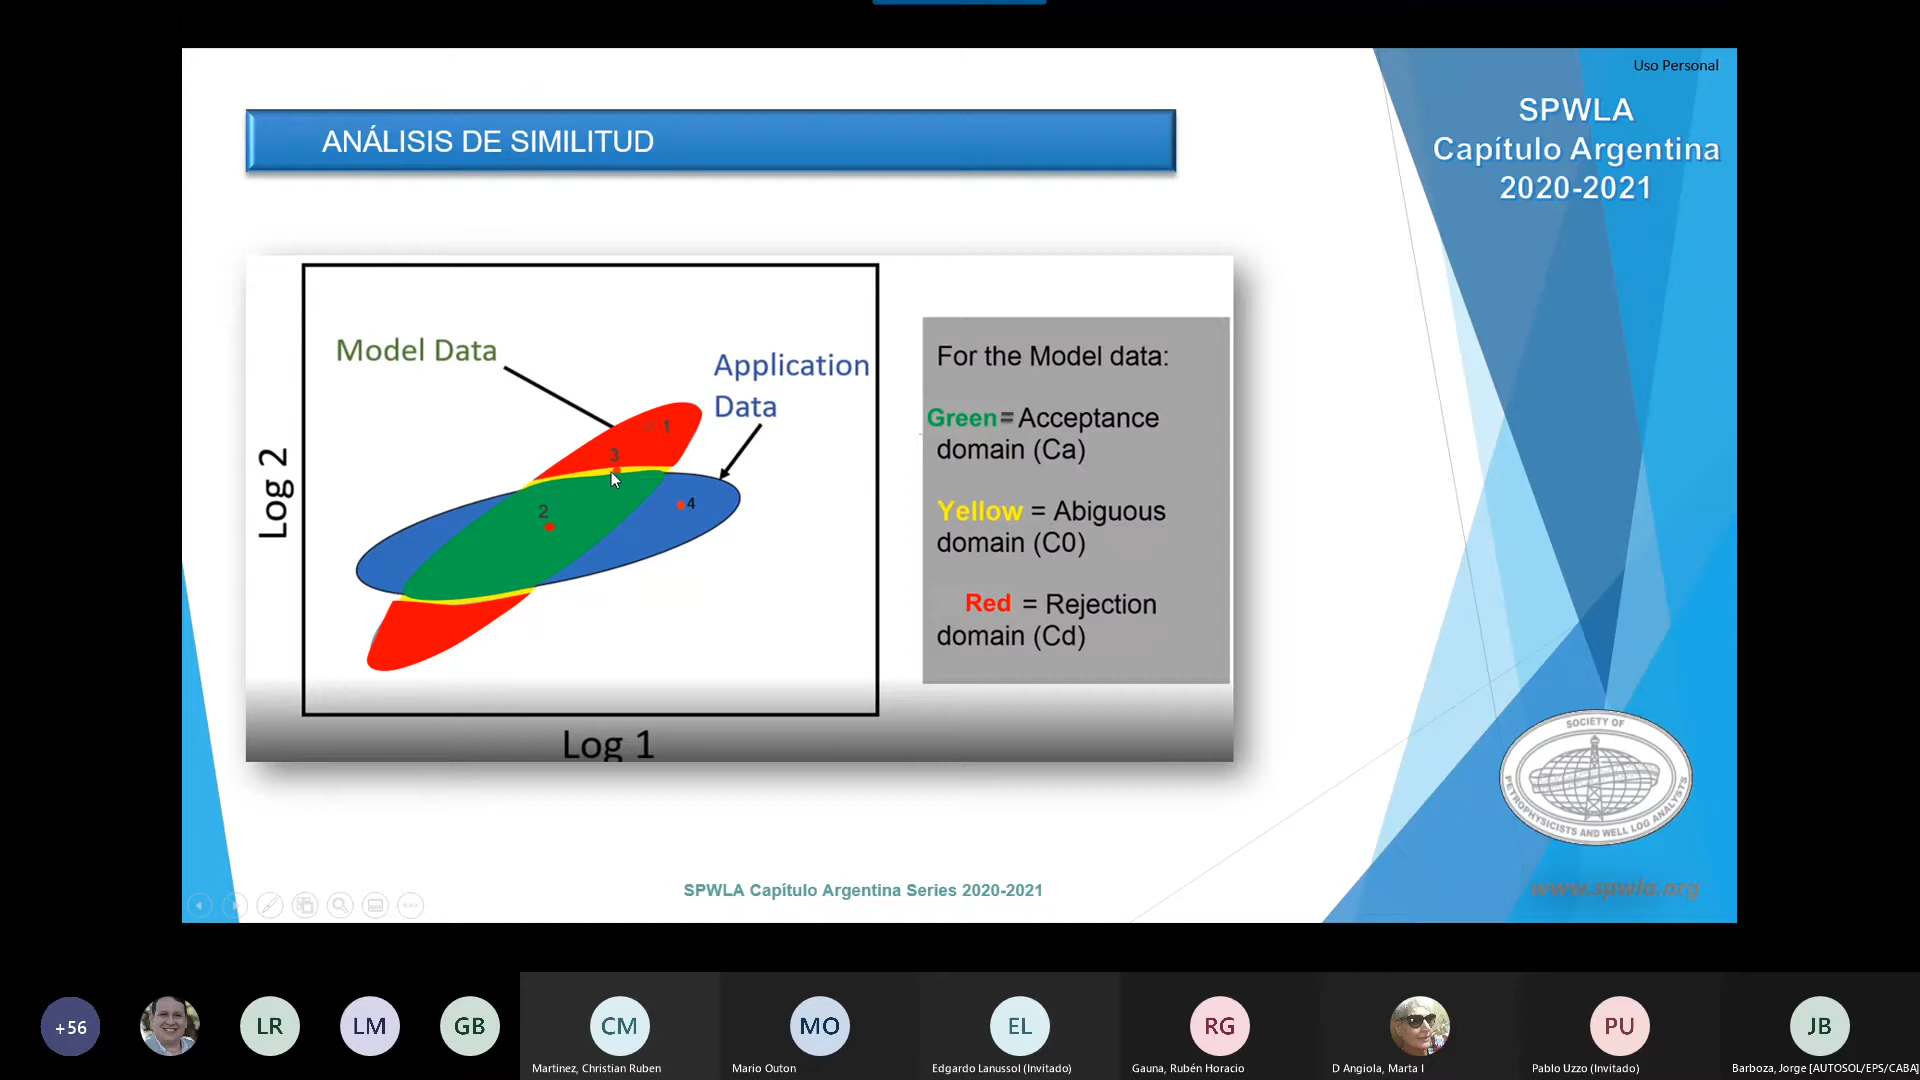 Uso Personal
SPWLA
Capítulo Argentina
2020-2021
ANÁLISIS DE SIMILITUD
Model Data
Application
Data
1
3
2
4
Log 2
Log 1
For the Model data:
Green = Acceptance
domain (Ca)
Yellow = Abiguous
domain (C0)
Red = Rejection
domain (Cd)
SOCIETY OF
PETROPHYSICISTS AND WELL LOG ANALYSTS
www.spwla.org
SPWLA Capítulo Argentina Series 2020-2021
+56
LR
LM
GB
CM
MO
EL
RG
PU
JB
Martinez, Christian Ruben
Mario Outon
Edgardo Lanussol (Invitado)
Gauna, Rubén Horacio
D Angiola, Marta I
Pablo Uzzo (Invitado)
Barboza, Jorge [AUTOSOL/EPS/CABA]